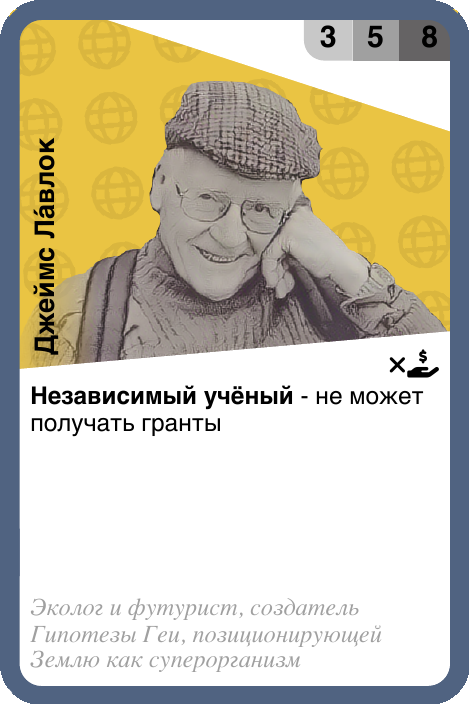 3 5 8
Джеймс Ла́влок
$
Независимый учёный - не может
получать гранты
Эколог и футурист, создатель
Гипотезы Геи, позиционирующей
Землю как суперорганизм